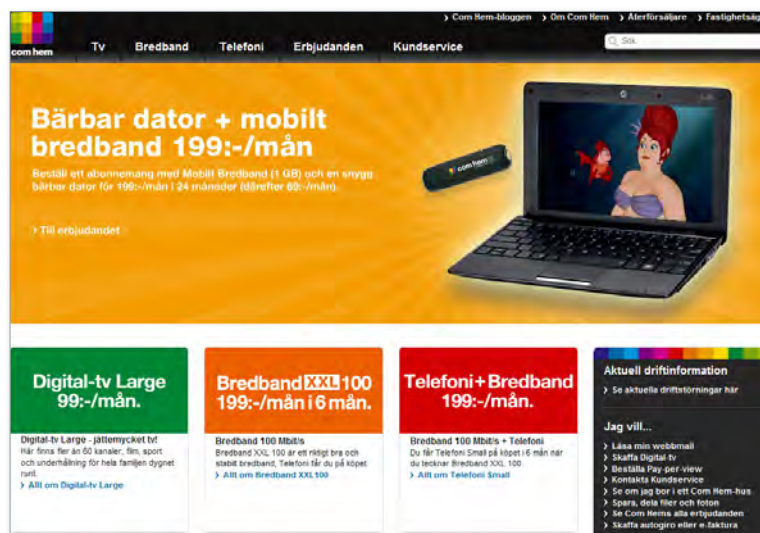 › Com Hem-bloggen › Om Com Hem › Återförsäljare › Fastighetsäg
com hem
Tv Bredband Telefoni Erbjudanden Kundservice
Sök
Bärbar dator + mobilt
bredband 199:-/mån
Beställ ett abonnemang med Mobilt Bredband (1 GB) och en snygg
bärbar dator för 199:-/mån i 24 månader (därefter 69:-/mån).
› Till erbjudandet
com hem
Digital-tv Large
99:-/mån.
Digital-tv Large - jättemycket tv!
Här finns fler än 60 kanaler, film, sport
och underhållning för hela familjen dygnet
runt.
› Allt om Digital-tv Large
Bredband XXL 100
199:-/mån i 6 mån.
Bredband 100 Mbit/s
Bredband XXL 100 är ett riktigt bra och
stabilt bredband, Telefoni får du på köpet
› Allt om Bredband XXL100
Telefoni+Bredband
199:-/mån.
Bredband 100 Mbit/s + Telefoni
Du får Telefoni Small på köpet i 6 mån när
du tecknar Bredband XXL 100
› Allt om Telefoni Small
Aktuell driftinformation
› Se aktuella driftstörningar här
Jag vill...
› Läsa min webbmail
› Skaffa Digital-tv
› Beställa Pay-per-view
› Kontakta Kundservice
› Se om jag bor i ett Com Hem-hus
› Spara, dela filer och foton
› Se Com Hems alla erbjudanden
› Skaffa autogiro eller e-faktura